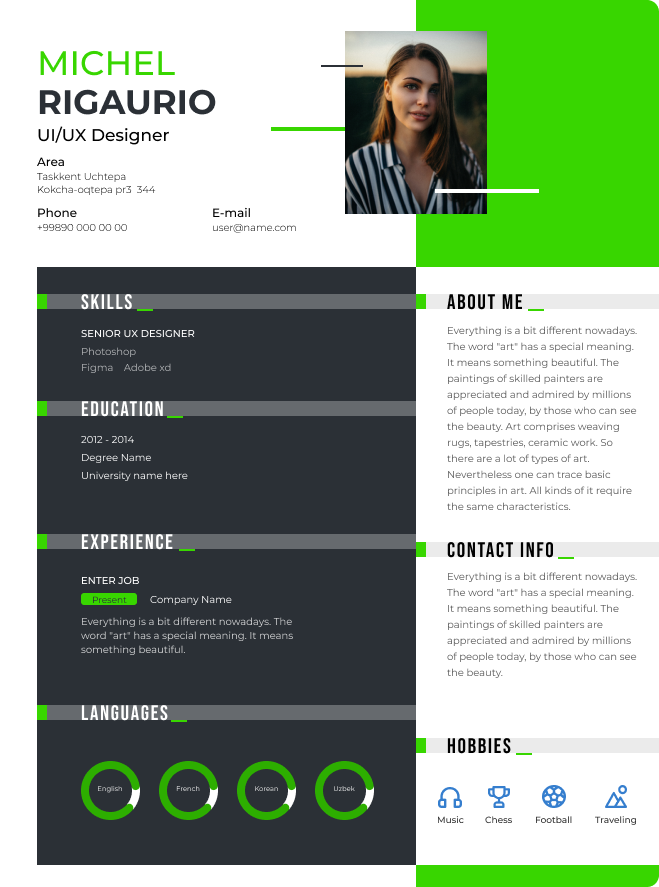 MICHEL
RIGAURIO
UI/UX Designer
Area
Taskkent Uchtepa
Kokcha-oqtepa pr3 344
Phone
+99890 000 00 00
E-mail
user@name.com
SKILLS
SENIOR UX DESIGNER
Photoshop
Figma Adobe xd
EDUCATION
2012 - 2014
Degree Name
University name here
EXPERIENCE
ENTER JOB
Present Company Name
Everything is a bit different nowadays. The
word "art" has a special meaning. It means
something beautiful.
LANGUAGES
English French Korean Uzbek
ABOUT ME
Everything is a bit different nowadays.
The word "art" has a special meaning.
It means something beautiful. The
paintings of skilled painters are
appreciated and admired by millions
of people today, by those who can see
the beauty. Art comprises weaving
rugs, tapestries, ceramic work. So
there are a lot of types of art.
Nevertheless one can trace basic
principles in art. All kinds of it require
the same characteristics.
CONTACT INFO
Everything is a bit different nowadays.
The word "art" has a special meaning.
It means something beautiful. The
paintings of skilled painters are
appreciated and admired by millions
of people today, by those who can see
the beauty.
HOBBIES
Music Chess Football Traveling